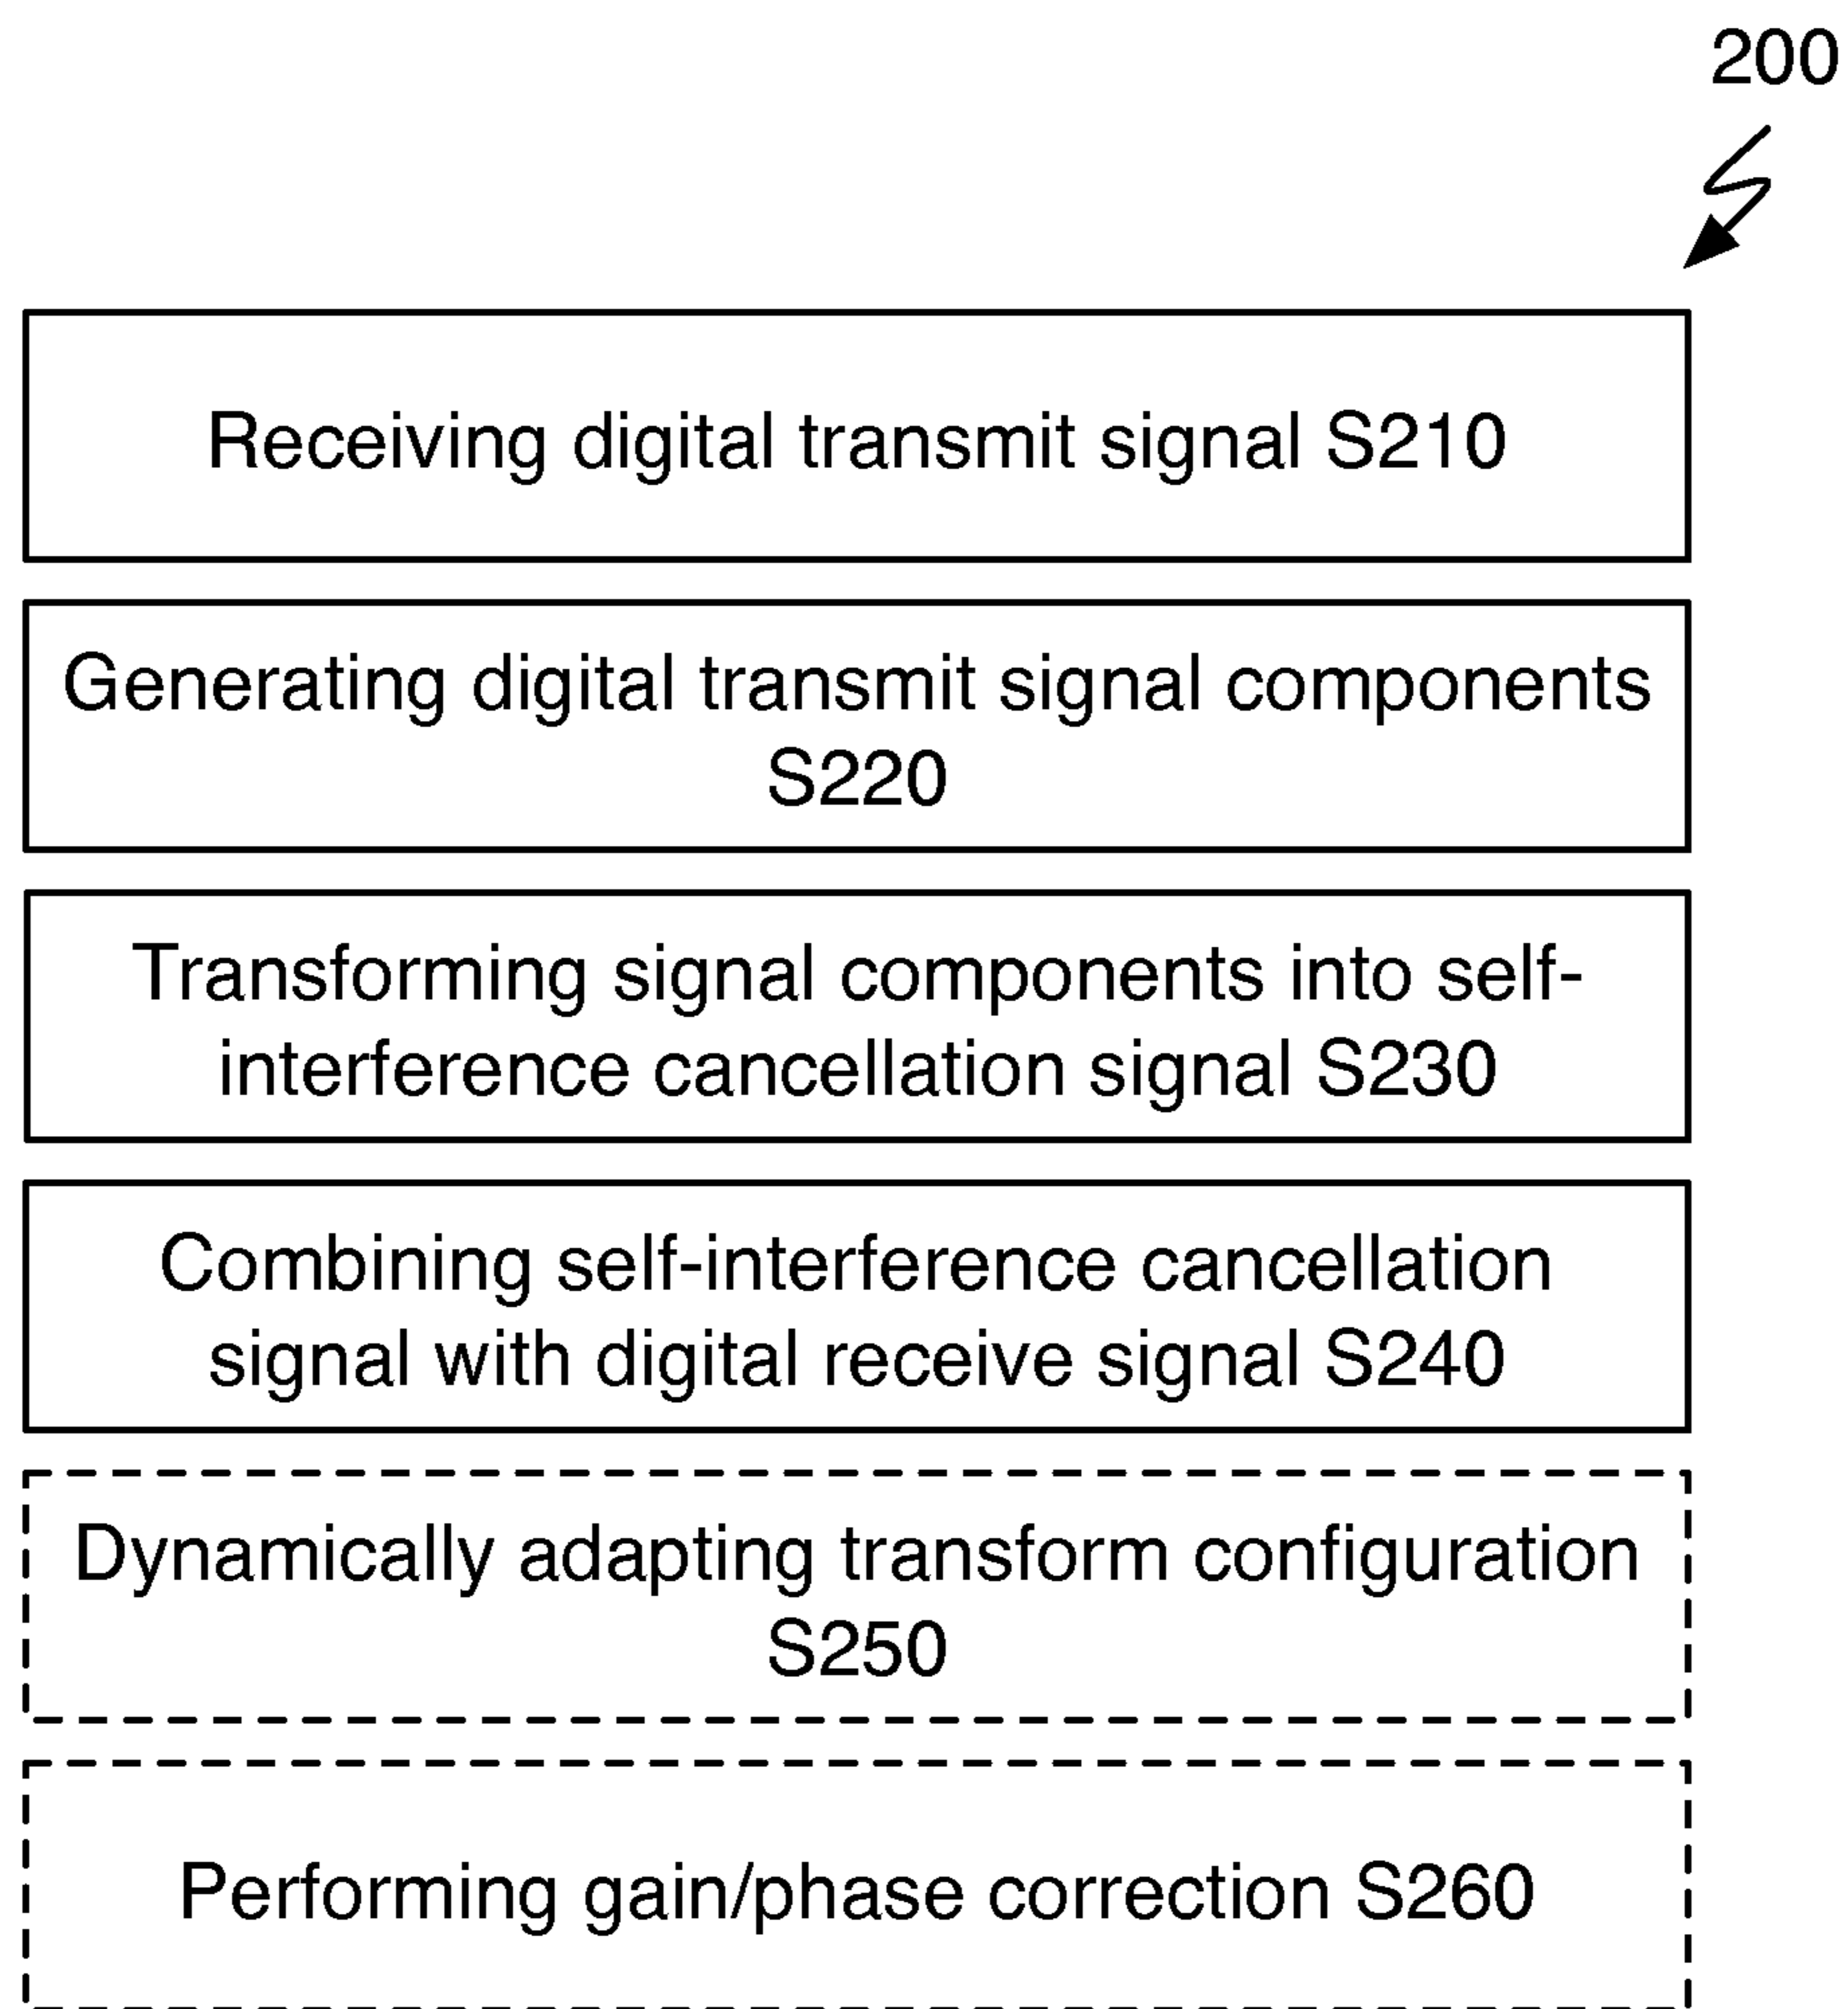 200
Receiving digital transmit signal S210
Generating digital transmit signal components
S220
Transforming signal components into self-
interference cancellation signal S230
Combining self-interference cancellation
signal with digital receive signal S240
Dynamically adapting transform configuration
S250
Performing gain/phase correction S260